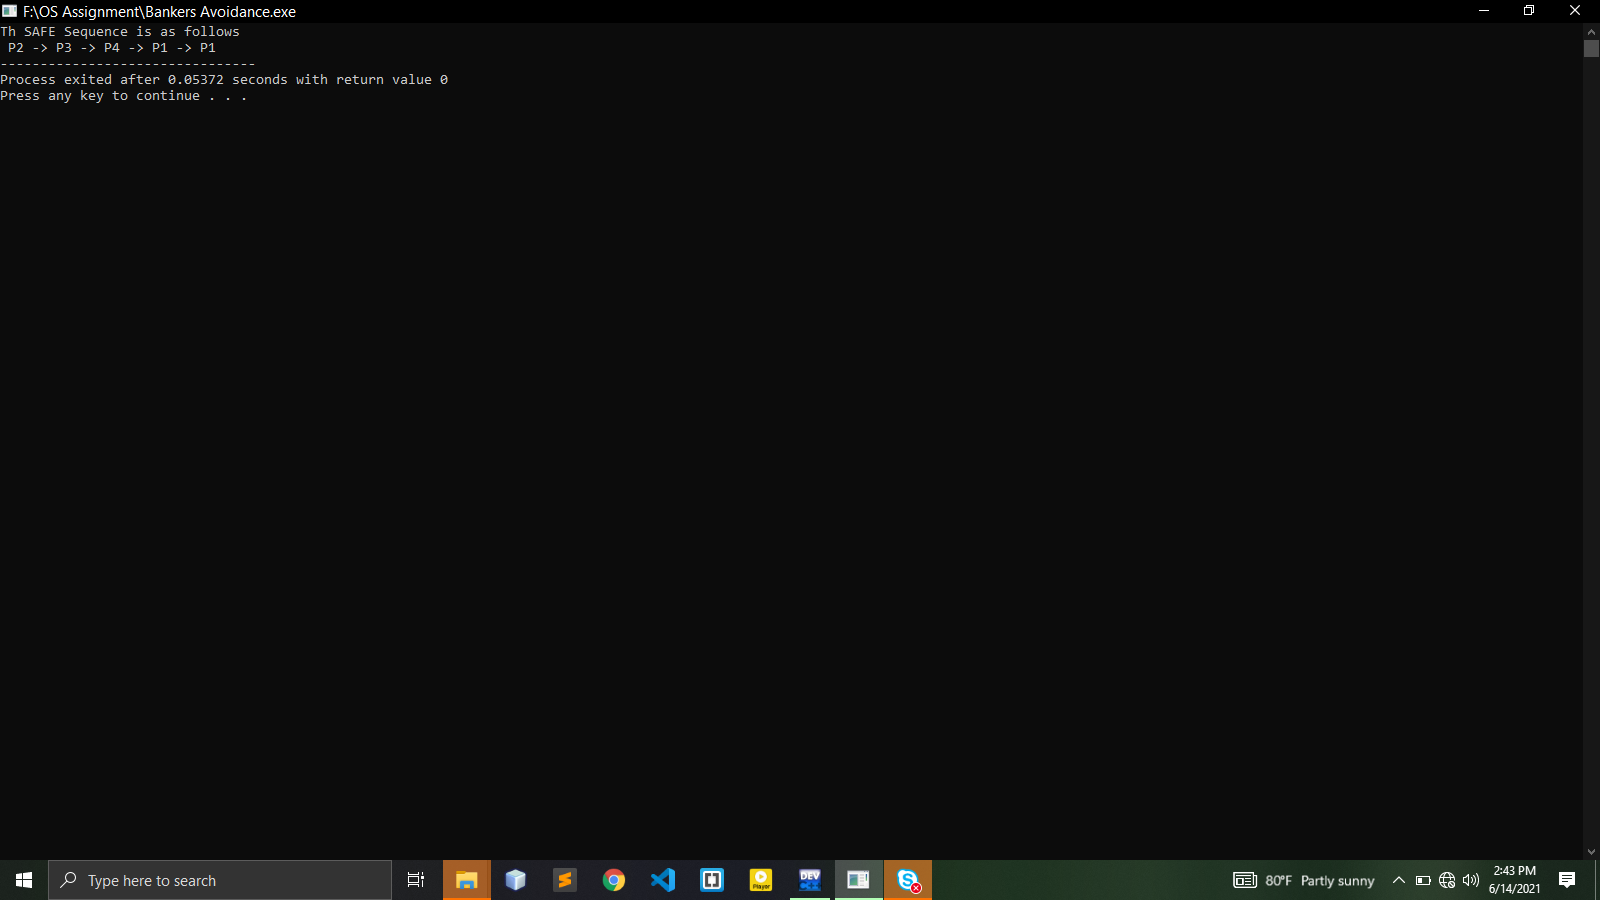 F:\OS Assignment\Bankers Avoidance.exe
Th SAFE Sequence is as follows
P2 -> P3 -> P4 -> P1 -> P1
--------------------------------
Process exited after 0.05372 seconds with return value 0
Press any key to continue . . .
Type here to search
Player
DEV
80°F Partly sunny
2:43 PM
6/14/2021